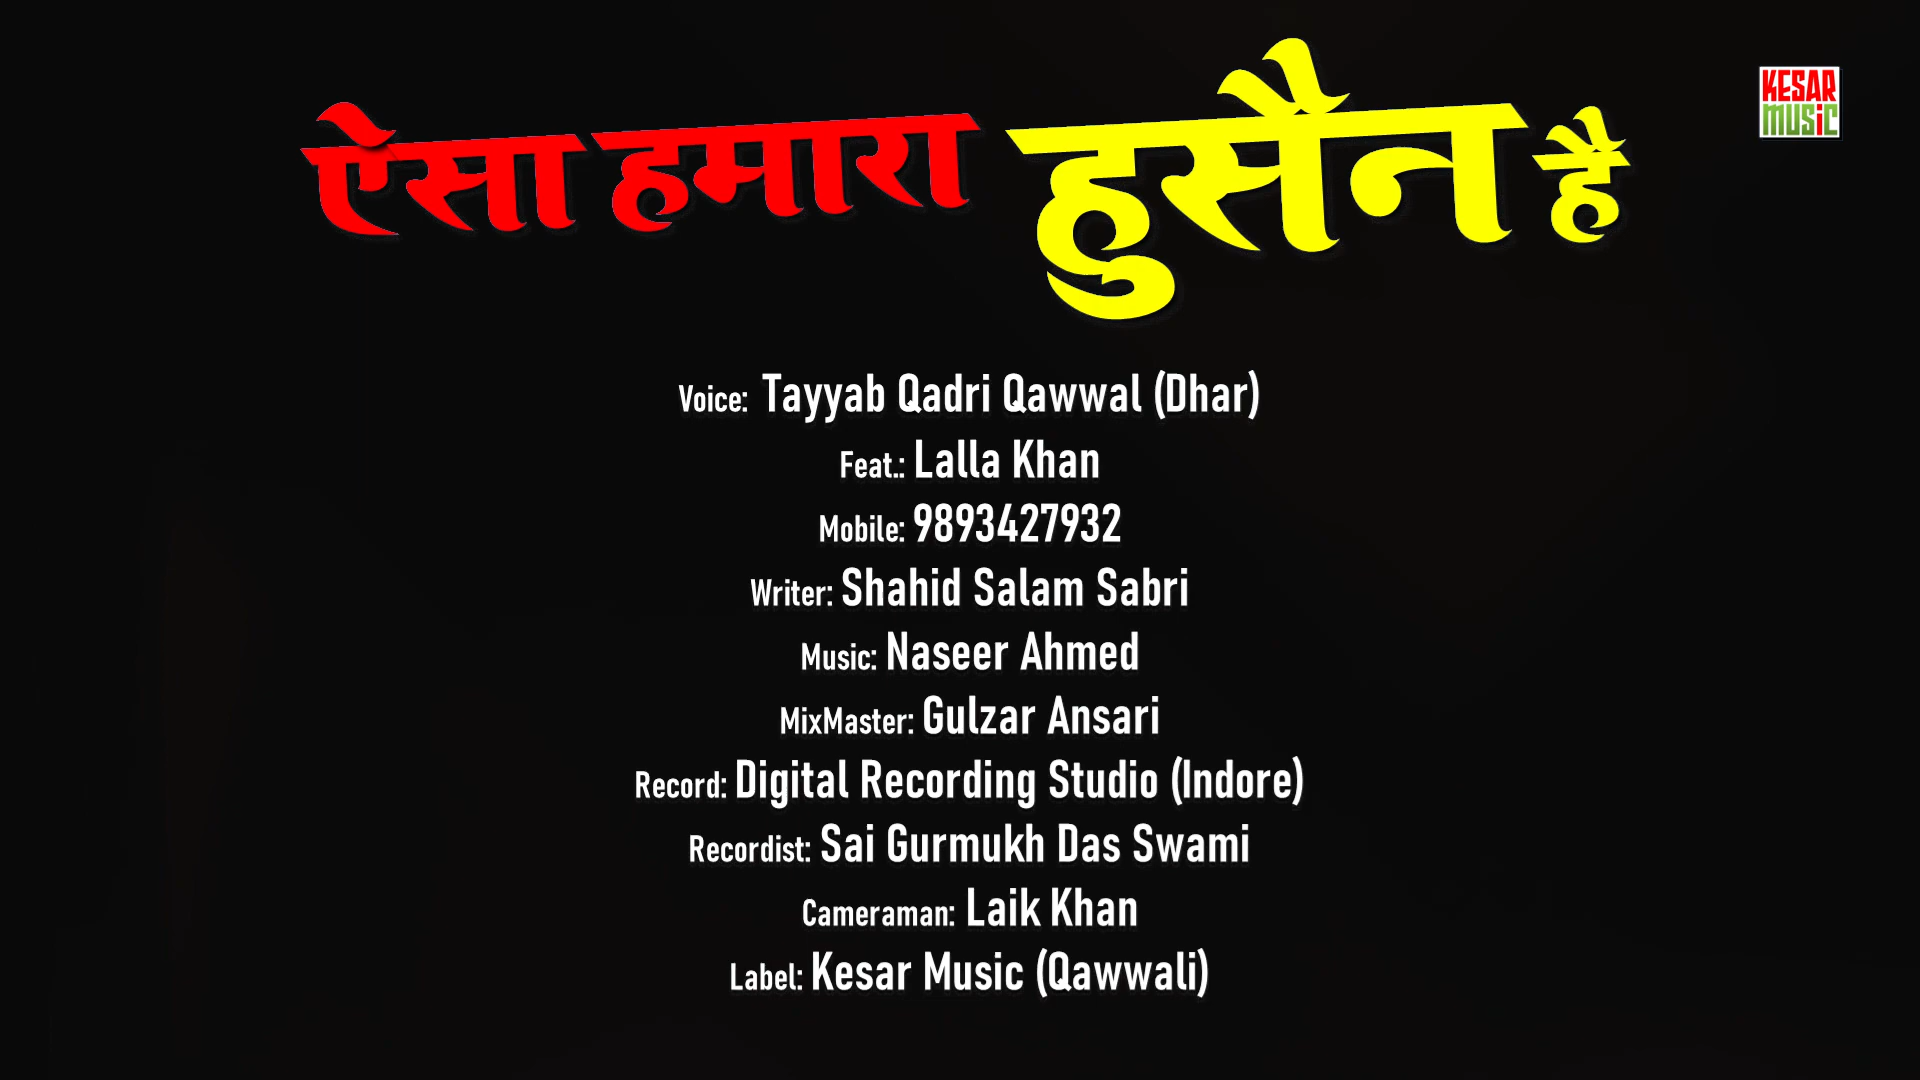 ऐसा हमारा हुसैन है
KESAR
MUSiC
Voice: Tayyab Qadri Qawwal (Dhar)
Feat.: Lalla Khan
Mobile: 9893427932
Writer: Shahid Salam Sabri
Music: Naseer Ahmed
MixMaster: Gulzar Ansari
Record: Digital Recording Studio (Indore)
Recordist: Sai Gurmukh Das Swami
Cameraman: Laik Khan
Label: Kesar Music (Qawwali)